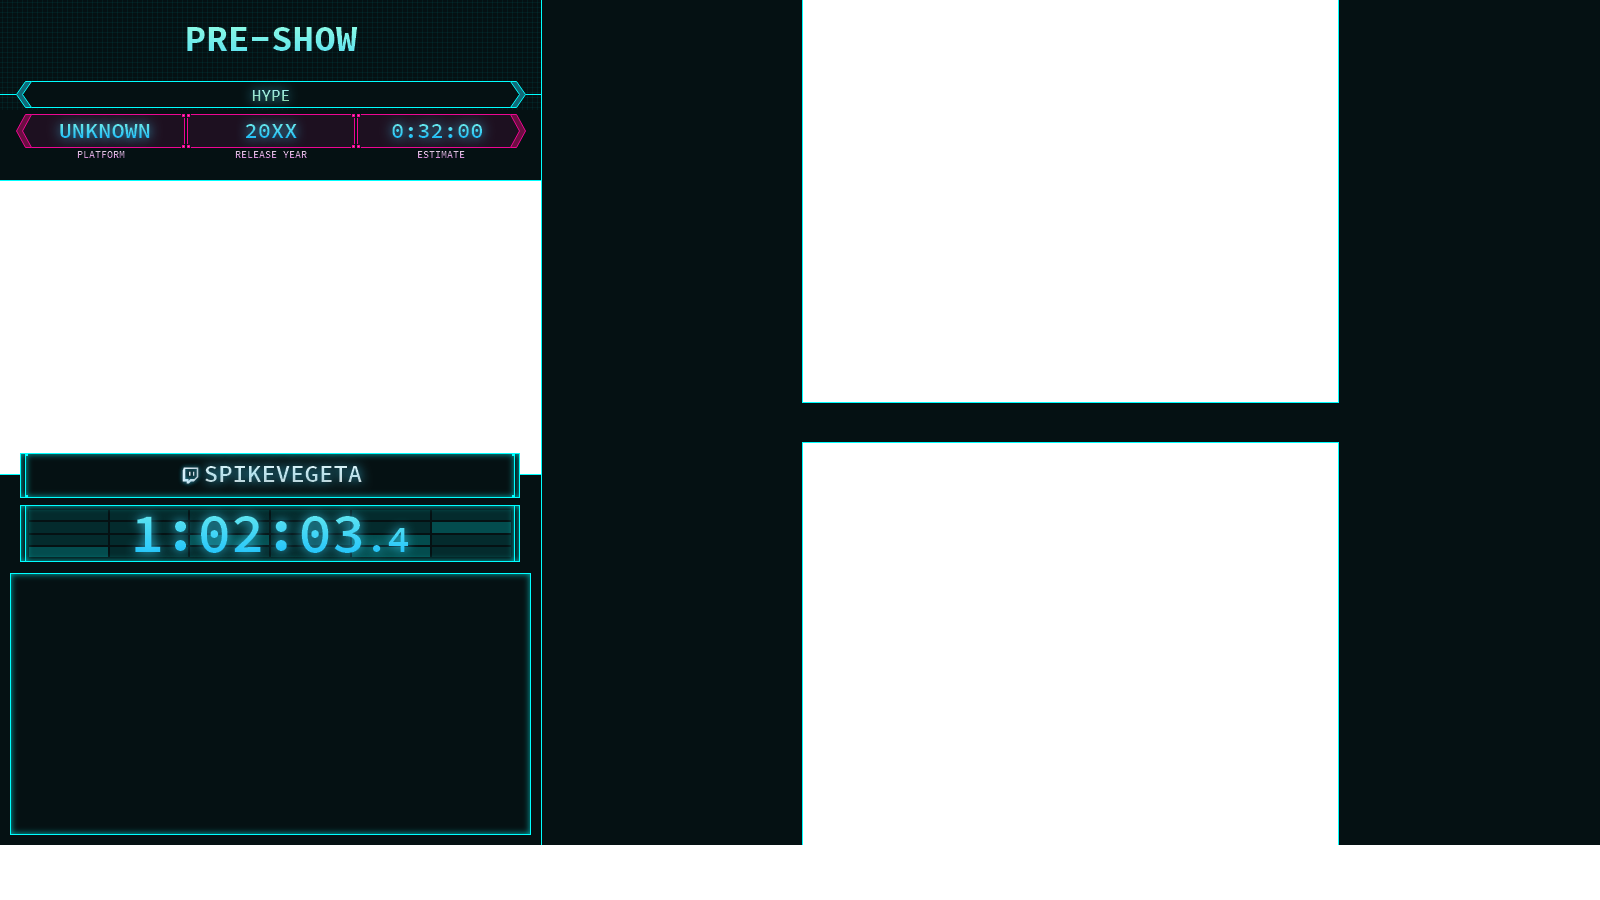 PRE-SHOW
HYPE
UNKNOWN 20XX 0:32:00
PLATFORM RELEASE YEAR ESTIMATE
SPIKEVEGETA
1:02:03.4